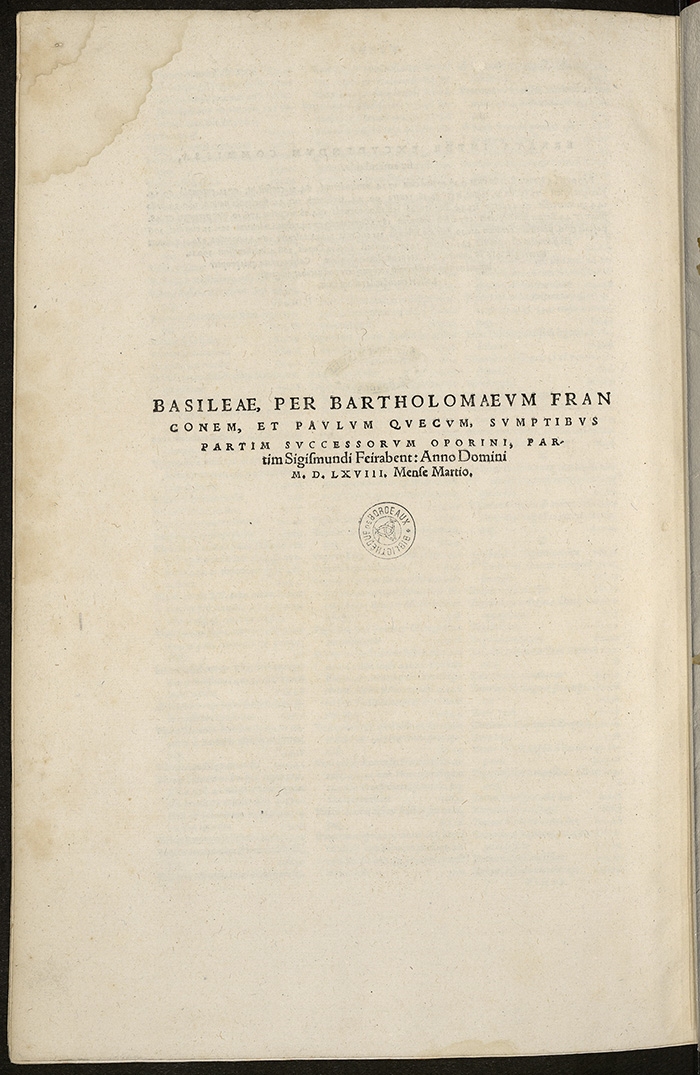 BASILEAE, PER BARTHOLOMAEVM FRAN
CONEM, ET PAVLVM QVECVM, SVMPTIBVS
PARTIM SVCCESSORVM OPORINI, PAR-
tim Sigiſmundi Feirabent: Anno Domini
M. D. LXVIII. Menſe Martio.
BIBLIOTHEQUE DE BORDEAUX *